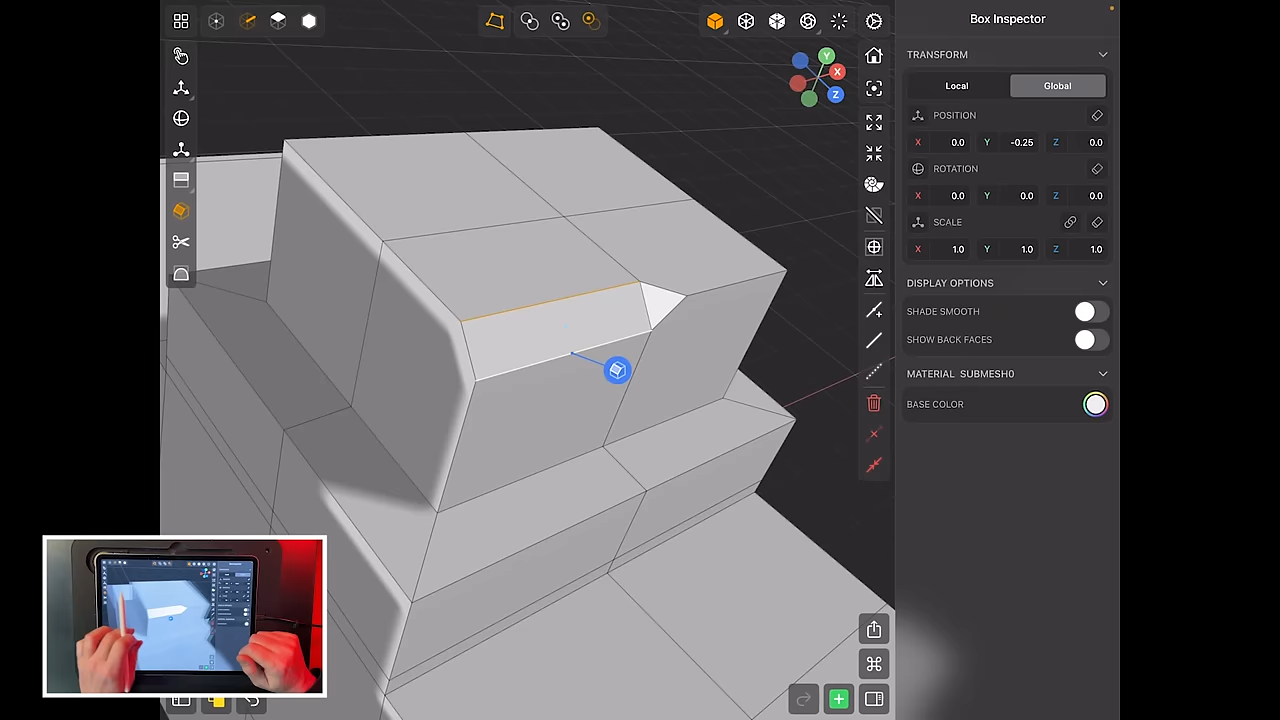 Box Inspector
TRANSFORM
Local Global
POSITION
X 0.0 Y -0.25 Z 0.0
ROTATION
X 0.0 Y 0.0 Z 0.0
SCALE
X 1.0 Y 1.0 Z 1.0
DISPLAY OPTIONS
SHADE SMOOTH
SHOW BACK FACES
MATERIAL SUBMESH0
BASE COLOR
Y
X
Z